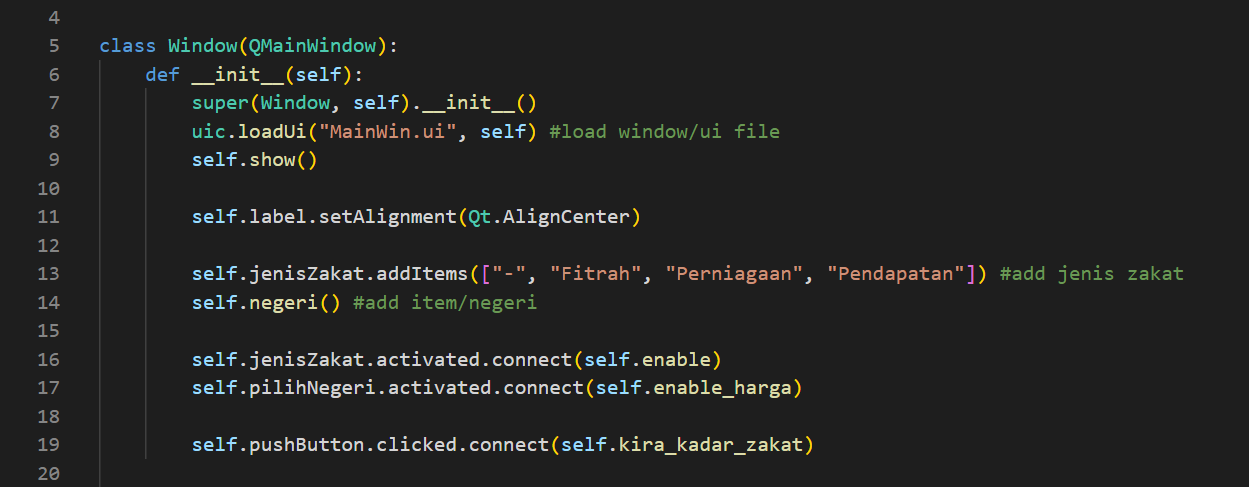 4
5 class Window(QMainWindow):
6 def __init__(self):
7 super(Window, self).__init__()
8 uic.loadUi("MainWin.ui", self) #load window/ui file
9 self.show()
10
11 self.label.setAlignment(Qt.AlignCenter)
12
13 self.jenisZakat.addItems(["-", "Fitrah", "Perniagaan", "Pendapatan"]) #add jenis zakat
14 self.negeri() #add item/negeri
15
16 self.jenisZakat.activated.connect(self.enable)
17 self.pilihNegeri.activated.connect(self.enable_harga)
18
19 self.pushButton.clicked.connect(self.kira_kadar_zakat)
20